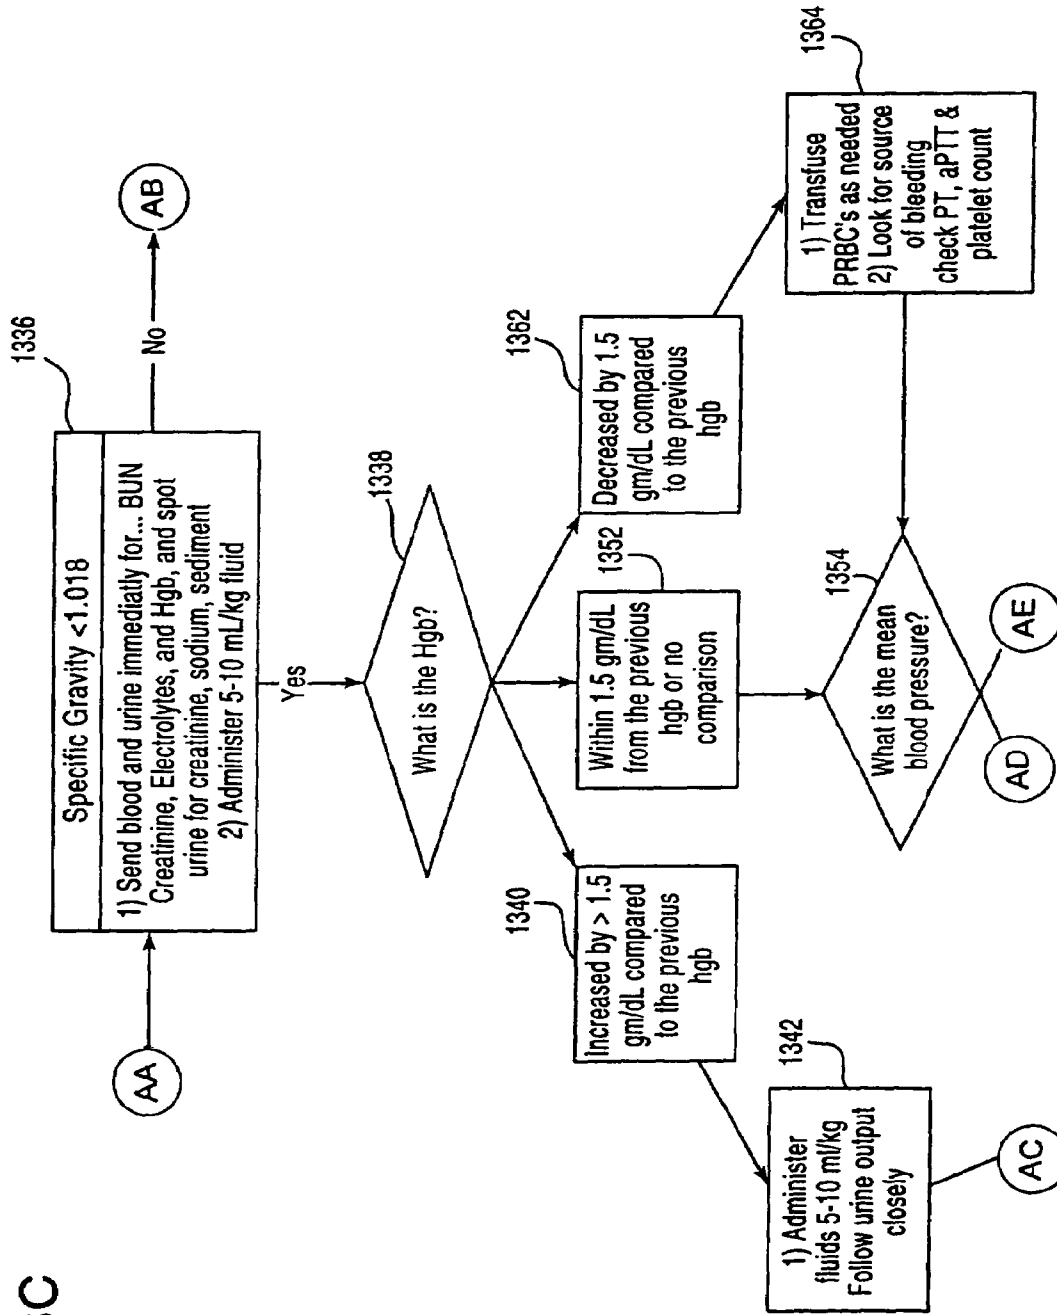 1336
Specific Gravity <1.018
1) Send blood and urine immediatly for... BUN
Creatinine, Electrolytes, and Hgb, and spot
urine for creatinine, sodium, sediment
2) Administer 5-10 mL/kg fluid
AA
No
AB
Yes
1338
What is the Hgb?
1340
Increased by > 1.5
gm/dL compared
to the previous
hgb
1352
Within 1.5 gm/dL
from the previous
hgb or no
comparison
1362
Decreased by 1.5
gm/dL compared
to the previous
hgb
1342
1) Administer
fluids 5-10 ml/kg
Follow urine output
closely
AC
1354
What is the mean
blood pressure?
AD
AE
1364
1) Transfuse
PRBC's as needed
2) Look for source
of bleeding
check PT, aPTT &
platelet count